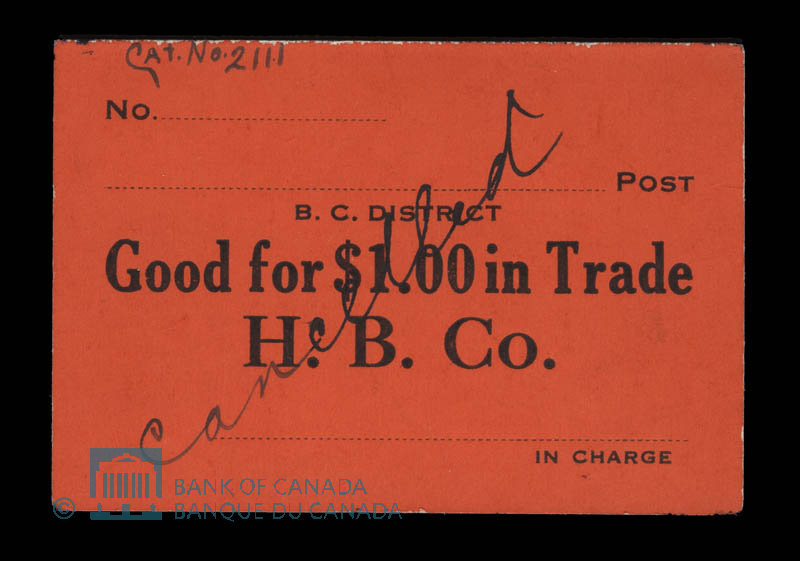 Cat. No. 2111
No.
Post
B. C. District
Good for $1.00 in Trade
H. B. Co.
Cancelled
In Charge
BANK OF CANADA
© BANQUE DU CANADA